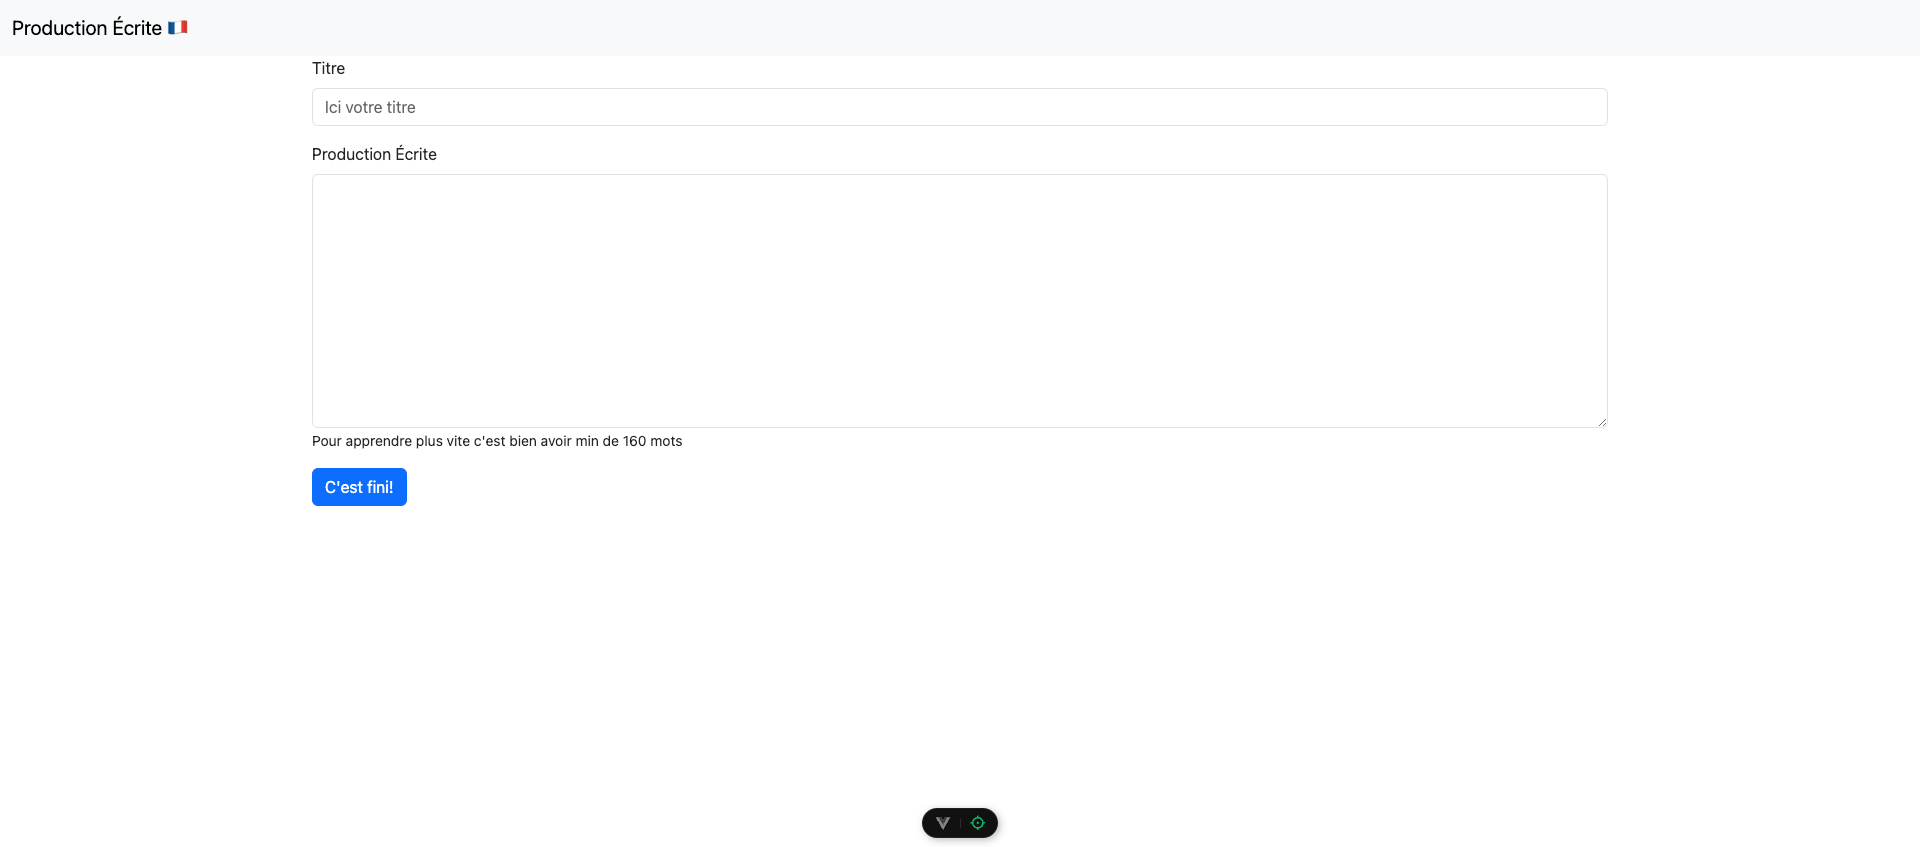 Production Écrite 🇫🇷
Titre
Ici votre titre
Production Écrite
Pour apprendre plus vite c'est bien avoir min de 160 mots
C'est fini!